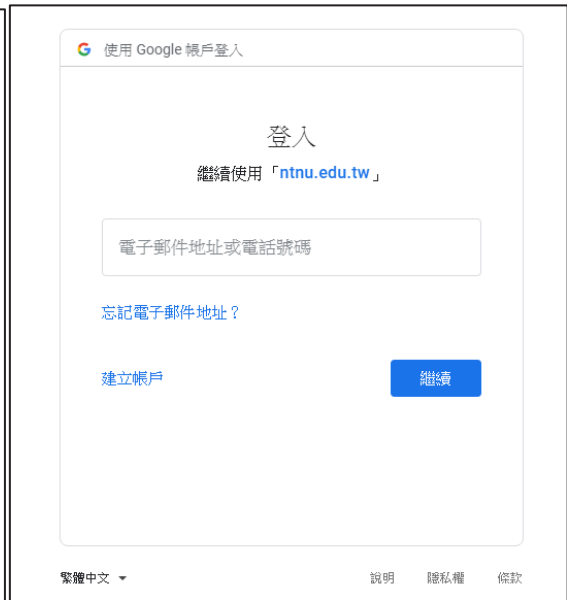 使用 Google 帳戶登入
登入
繼續使用「ntnu.edu.tw」
電子郵件地址或電話號碼
忘記電子郵件地址？
建立帳戶 繼續
繁體中文 說明 隱私權 條款